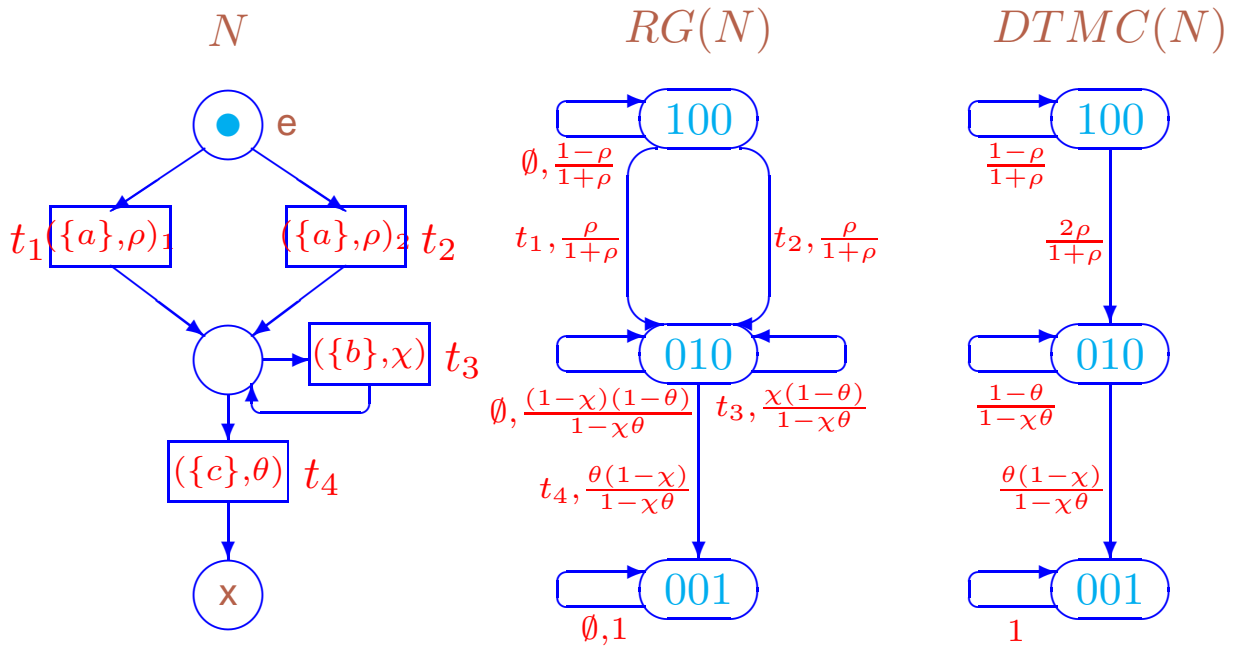 N RG(N) DTMC(N)
e 100 100
∅, (1−ρ)/(1+ρ) (1−ρ)/(1+ρ)
t₁ ({a},ρ)₁ ({a},ρ)₂ t₂ t₁, ρ/(1+ρ) t₂, ρ/(1+ρ) 2ρ/(1+ρ)
({b},χ) t₃ 010 010
∅, (1−χ)(1−θ)/(1−χθ) t₃, χ(1−θ)/(1−χθ) (1−θ)/(1−χθ)
({c},θ) t₄ t₄, θ(1−χ)/(1−χθ) θ(1−χ)/(1−χθ)
x 001 001
∅,1 1